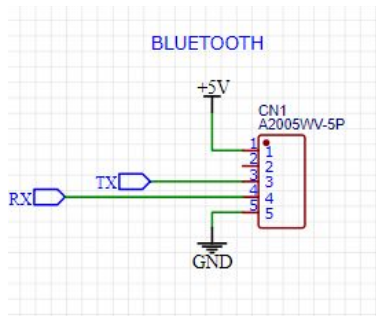 BLUETOOTH
+5V
CN1
A2005WV-5P
1 1
2 2
TX 3 3
RX 4 4
5 5
GND